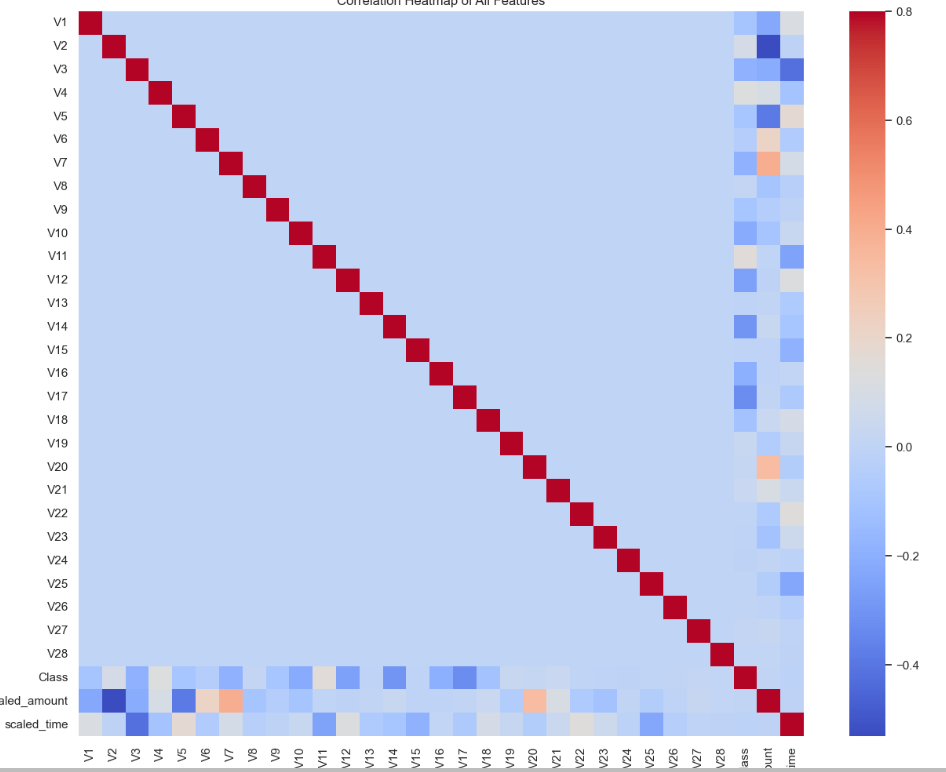 Correlation Heatmap of All Features
V1
V2
V3
V4
V5
V6
V7
V8
V9
V10
V11
V12
V13
V14
V15
V16
V17
V18
V19
V20
V21
V22
V23
V24
V25
V26
V27
V28
Class
aled_amount
scaled_time
V1 V2 V3 V4 V5 V6 V7 V8 V9 V10 V11 V12 V13 V14 V15 V16 V17 V18 V19 V20 V21 V22 V23 V24 V25 V26 V27 V28 ass ount ime
0.8
0.6
0.4
0.2
0.0
−0.2
−0.4